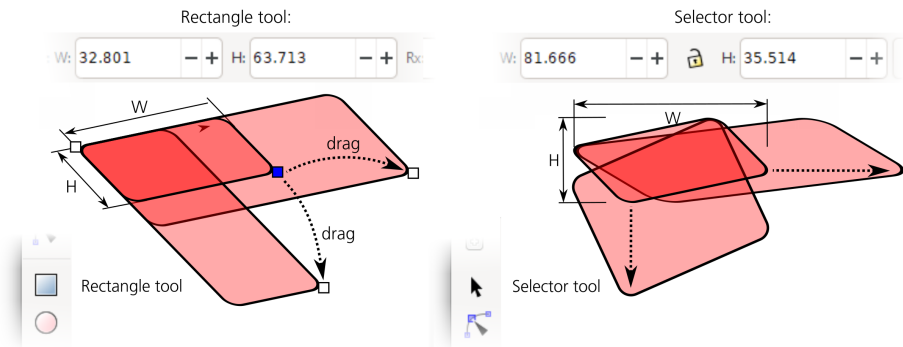 Rectangle tool:
W: 32.801 − + H: 63.713 − + Rx:
W
H
drag
drag
Rectangle tool
Selector tool:
W: 81.666 − + H: 35.514 − +
W
H
Selector tool